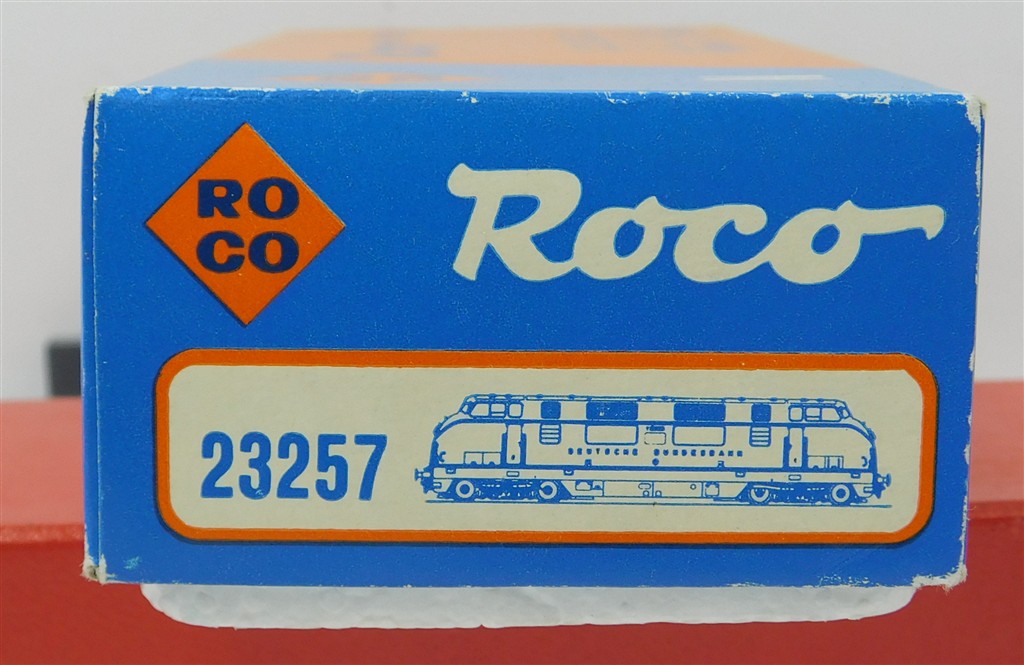 RO
CO
Roco
23257
DEUTSCHE BUNDESBAHN